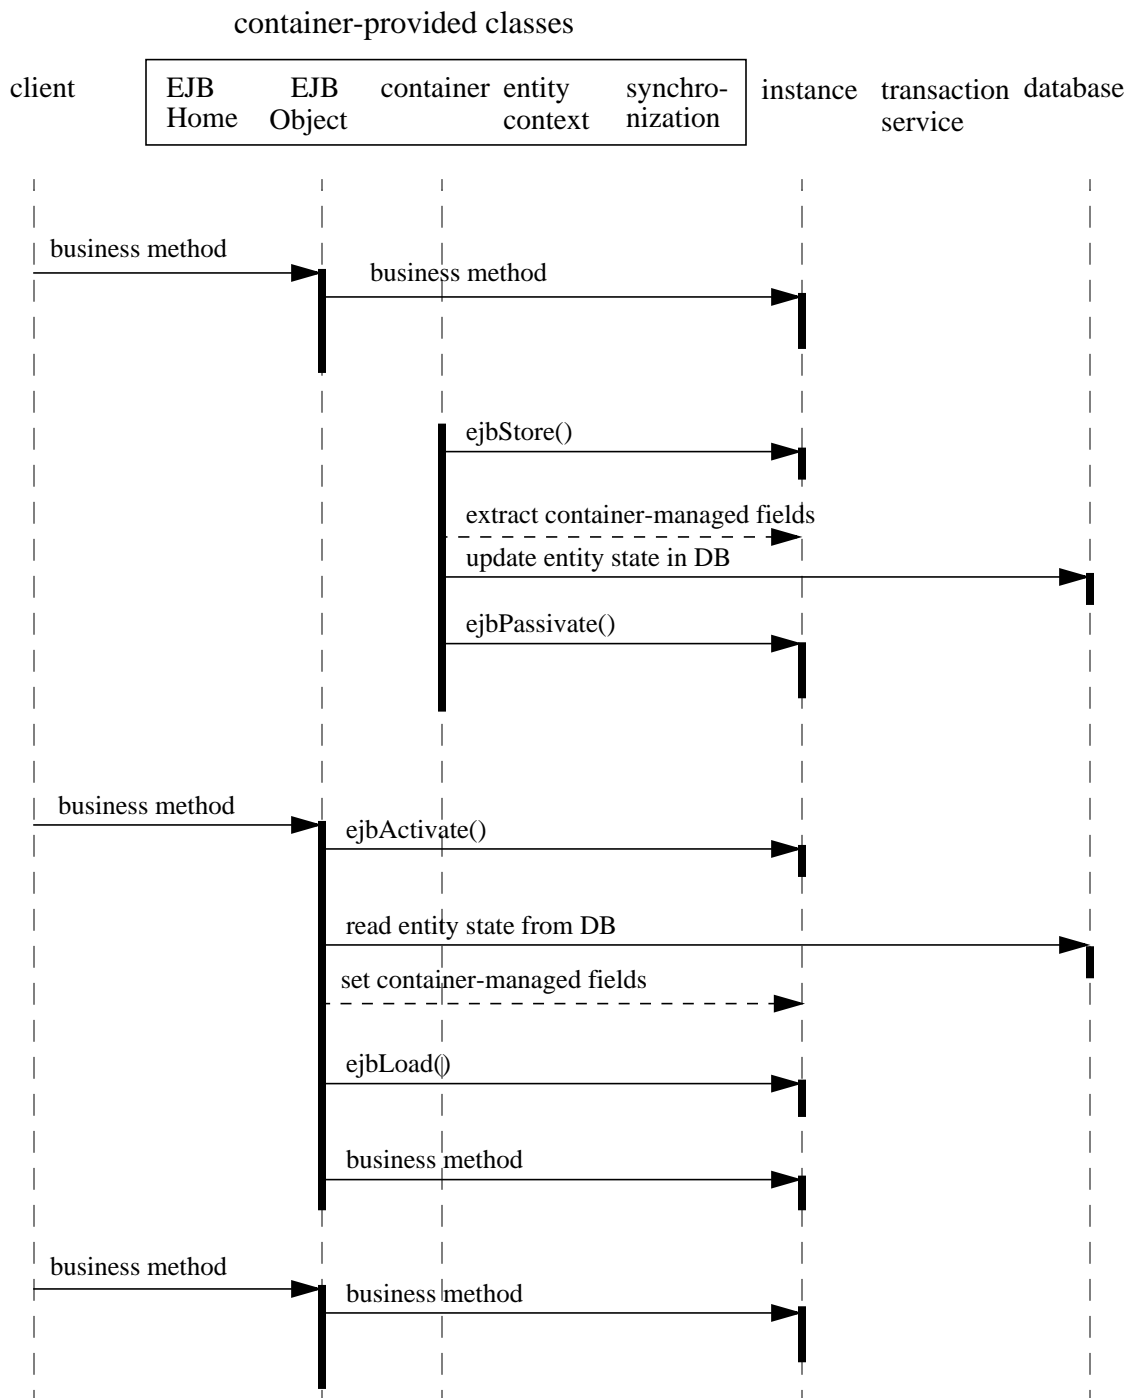 container-provided classes
client
EJB
Home
EJB
Object
container
entity
context
synchro-
nization
instance
transaction
service
database
business method
business method
ejbStore()
extract container-managed fields
update entity state in DB
ejbPassivate()
business method
ejbActivate()
read entity state from DB
set container-managed fields
ejbLoad()
business method
business method
business method